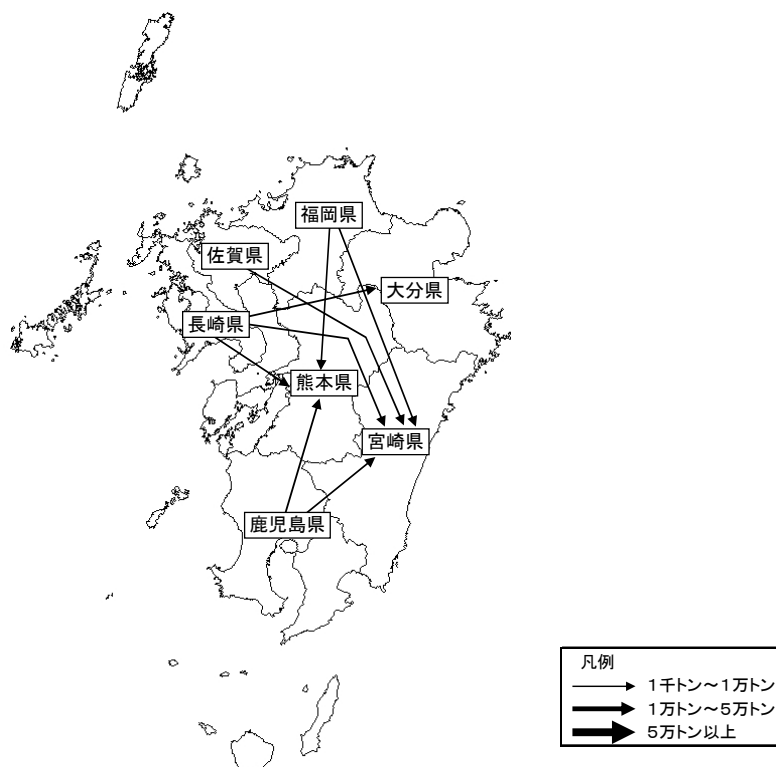 福岡県
佐賀県
大分県
長崎県
熊本県
宮崎県
鹿児島県
凡例
1千トン～1万トン
1万トン～5万トン
5万トン以上